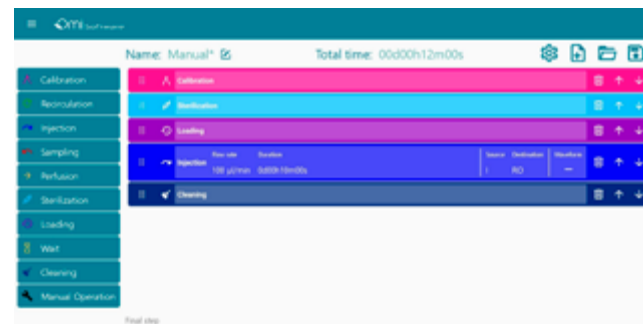 Omi
Name: Manual* Total time: 00d00h12m00s
Calibration
Recirculation
Injection
Sampling
Perfusion
Sterilization
Loading
Wait
Cleaning
Manual Operation
Calibration
Sterilization
Loading
Injection
Flow rate Duration Source Destination Waveform
100 µl/min 0d00h10m00s I RO —
Cleaning
Final step